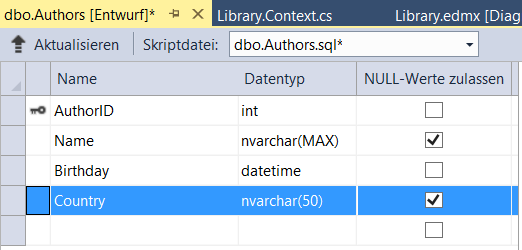 dbo.Authors [Entwurf]* Library.Context.cs Library.edmx [Diag
Aktualisieren Skriptdatei: dbo.Authors.sql*
Name Datentyp NULL-Werte zulassen
AuthorID int
Name nvarchar(MAX)
Birthday datetime
Country nvarchar(50)